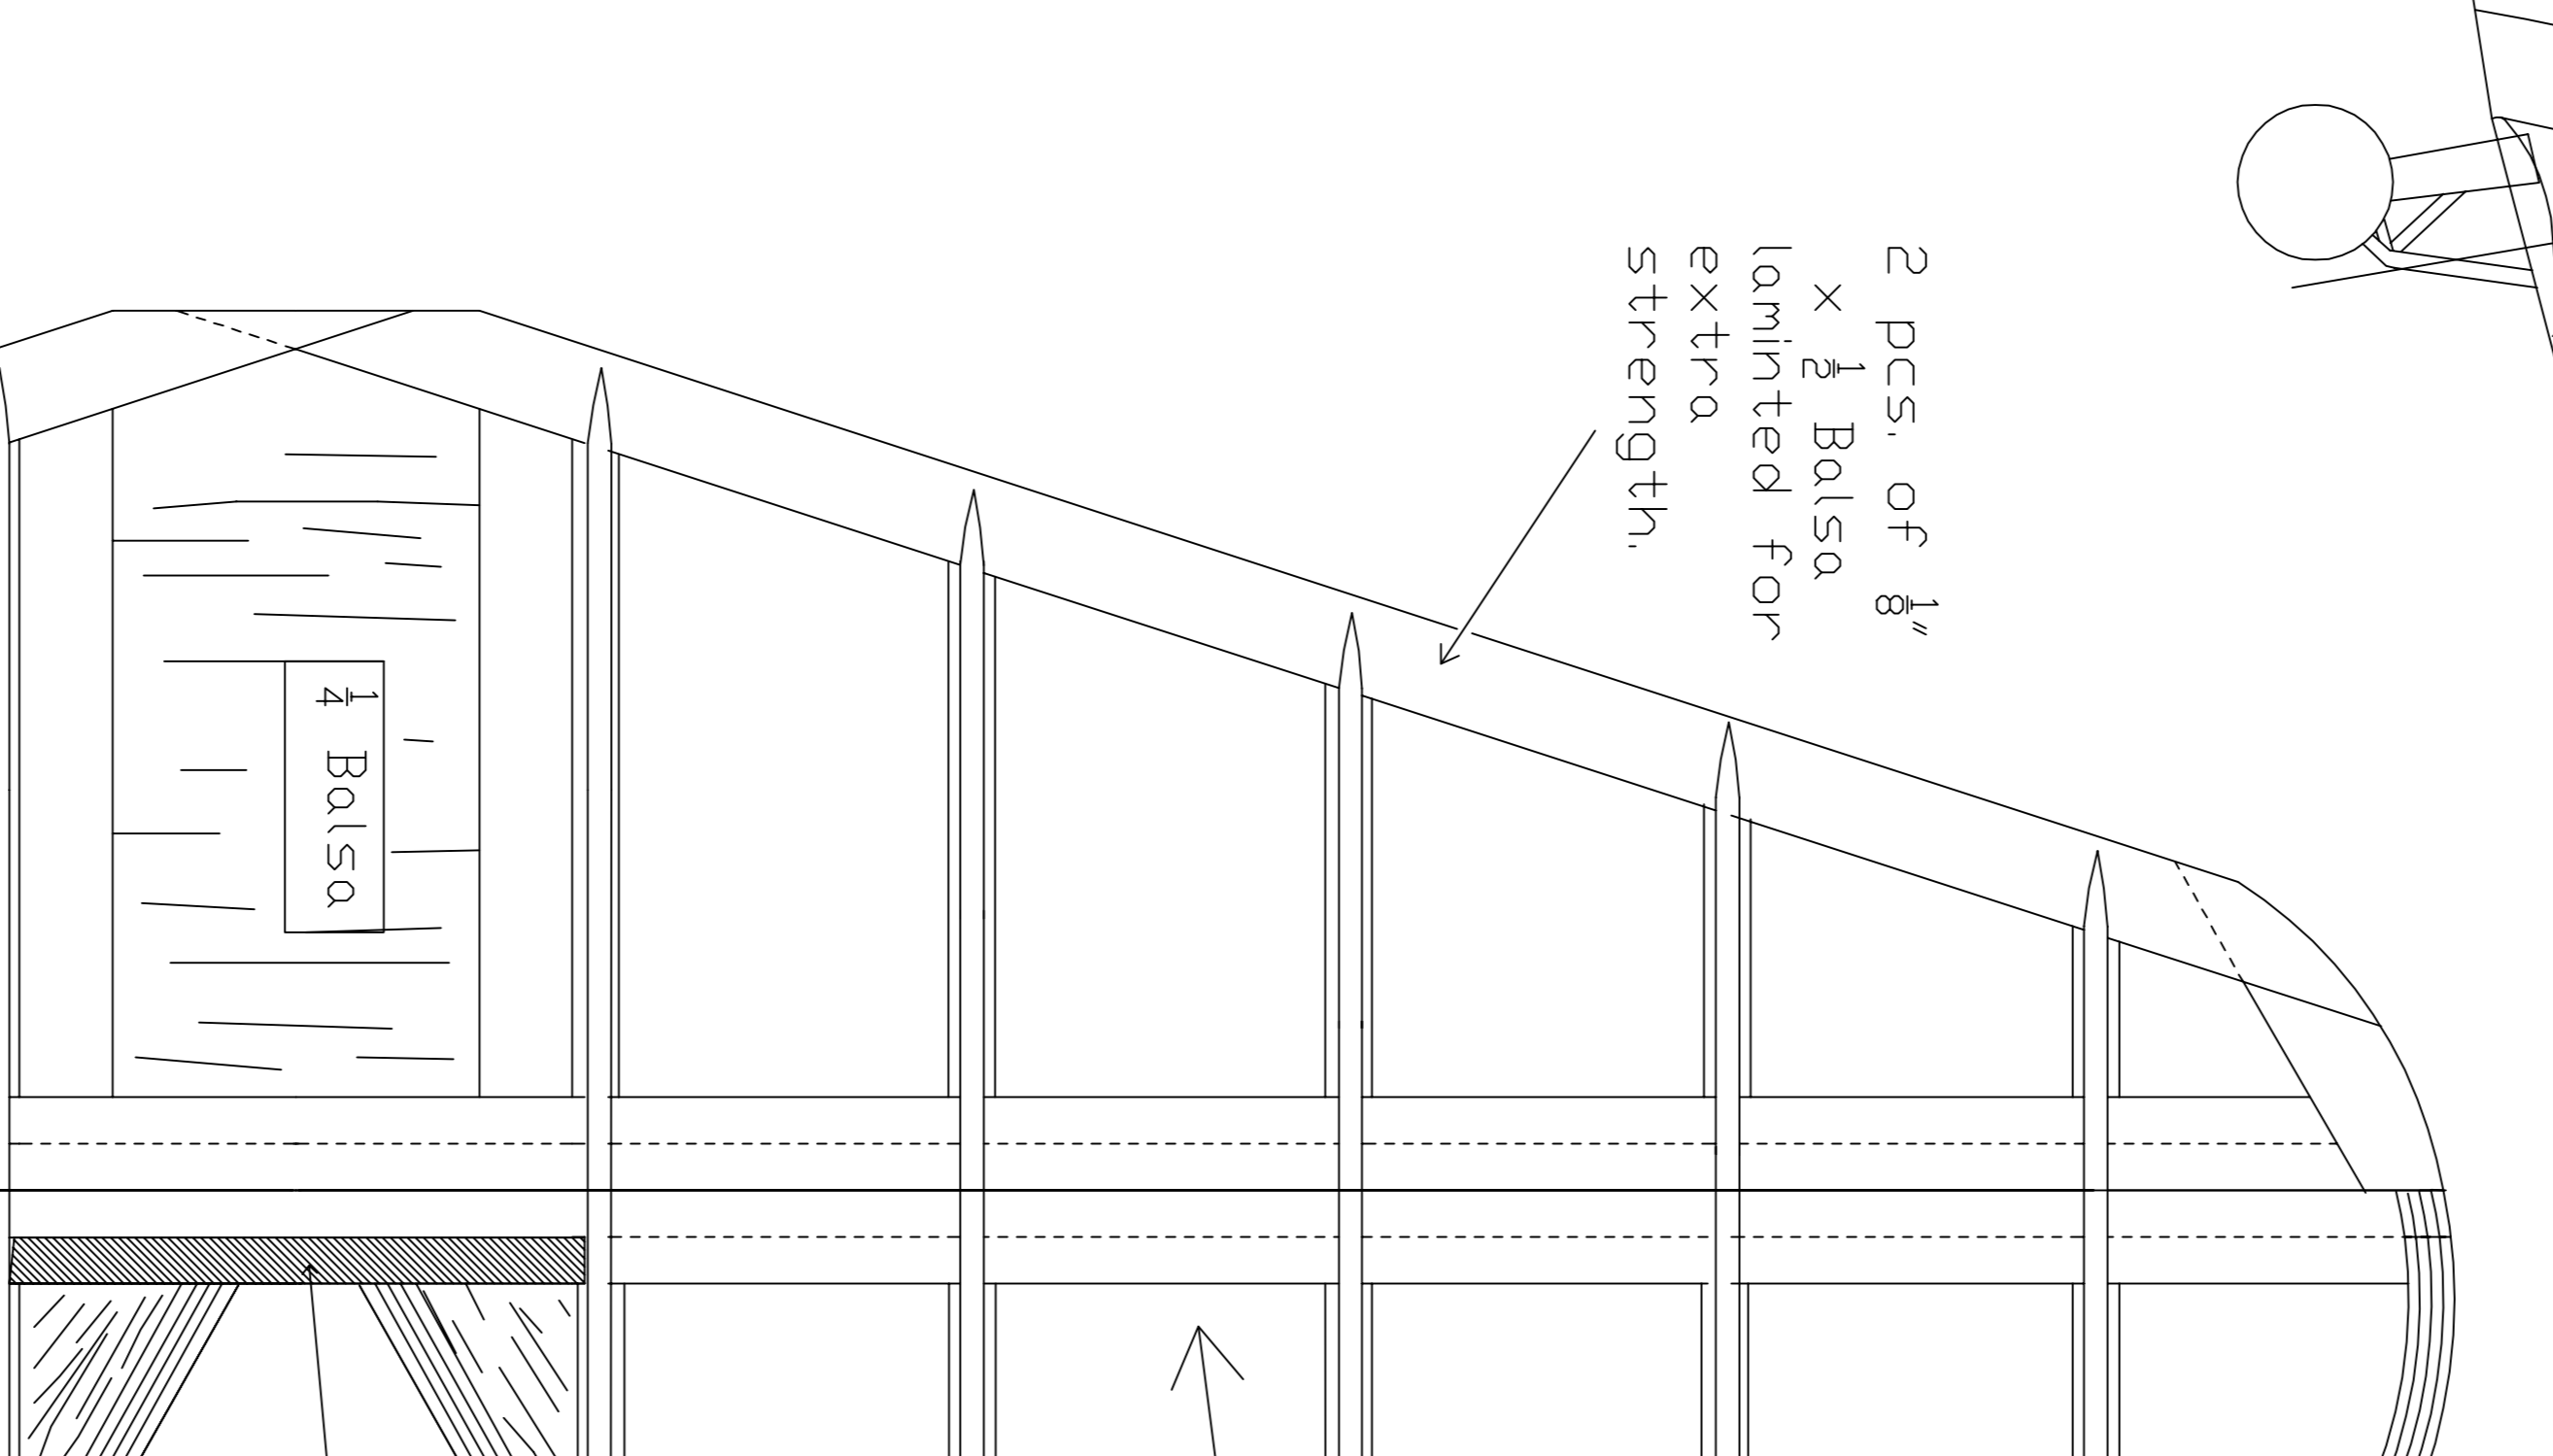 2 pcs. of 1/8"
x 1/2 Balsa
laminted for
extra
strength.
1/4 Balsa